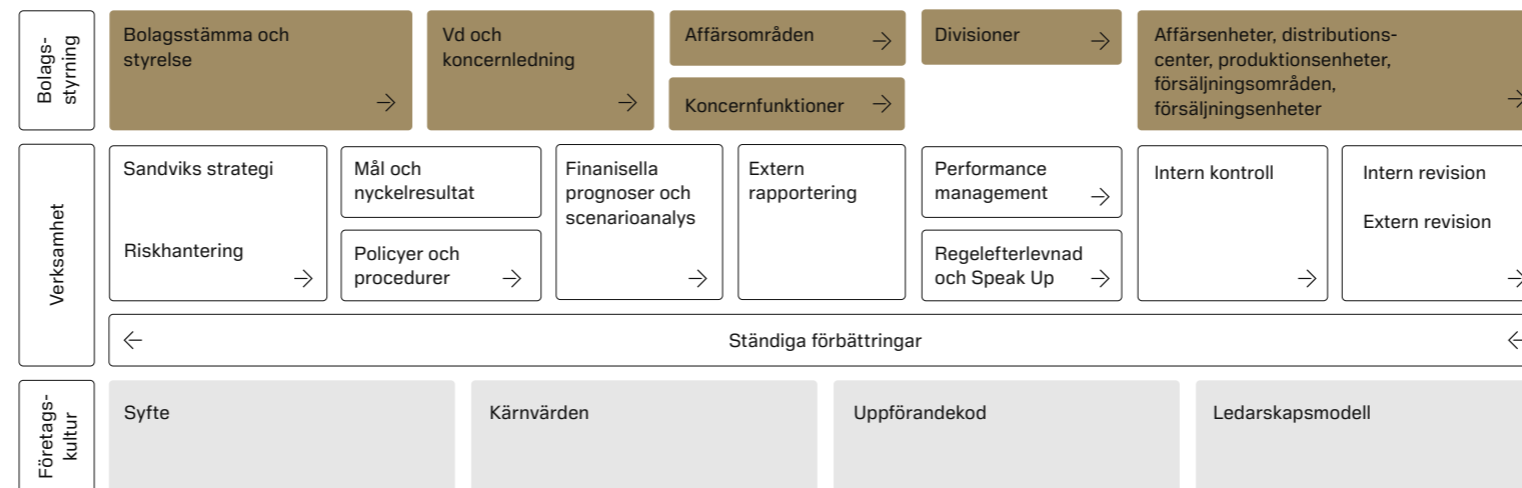 Bolags-
styrning
Bolagsstämma och
styrelse
Vd och
koncernledning
Affärsområden
Koncernfunktioner
Divisioner
Affärsenheter, distributions-
center, produktionsenheter,
försäljningsområden,
försäljningsenheter
Verksamhet
Sandviks strategi
Riskhantering
Mål och
nyckelresultat
Policyer och
procedurer
Finanisella
prognoser och
scenarioanalys
Extern
rapportering
Performance
management
Regelefterlevnad
och Speak Up
Intern kontroll
Intern revision
Extern revision
Ständiga förbättringar
Företags-
kultur
Syfte
Kärnvärden
Uppförandekod
Ledarskapsmodell